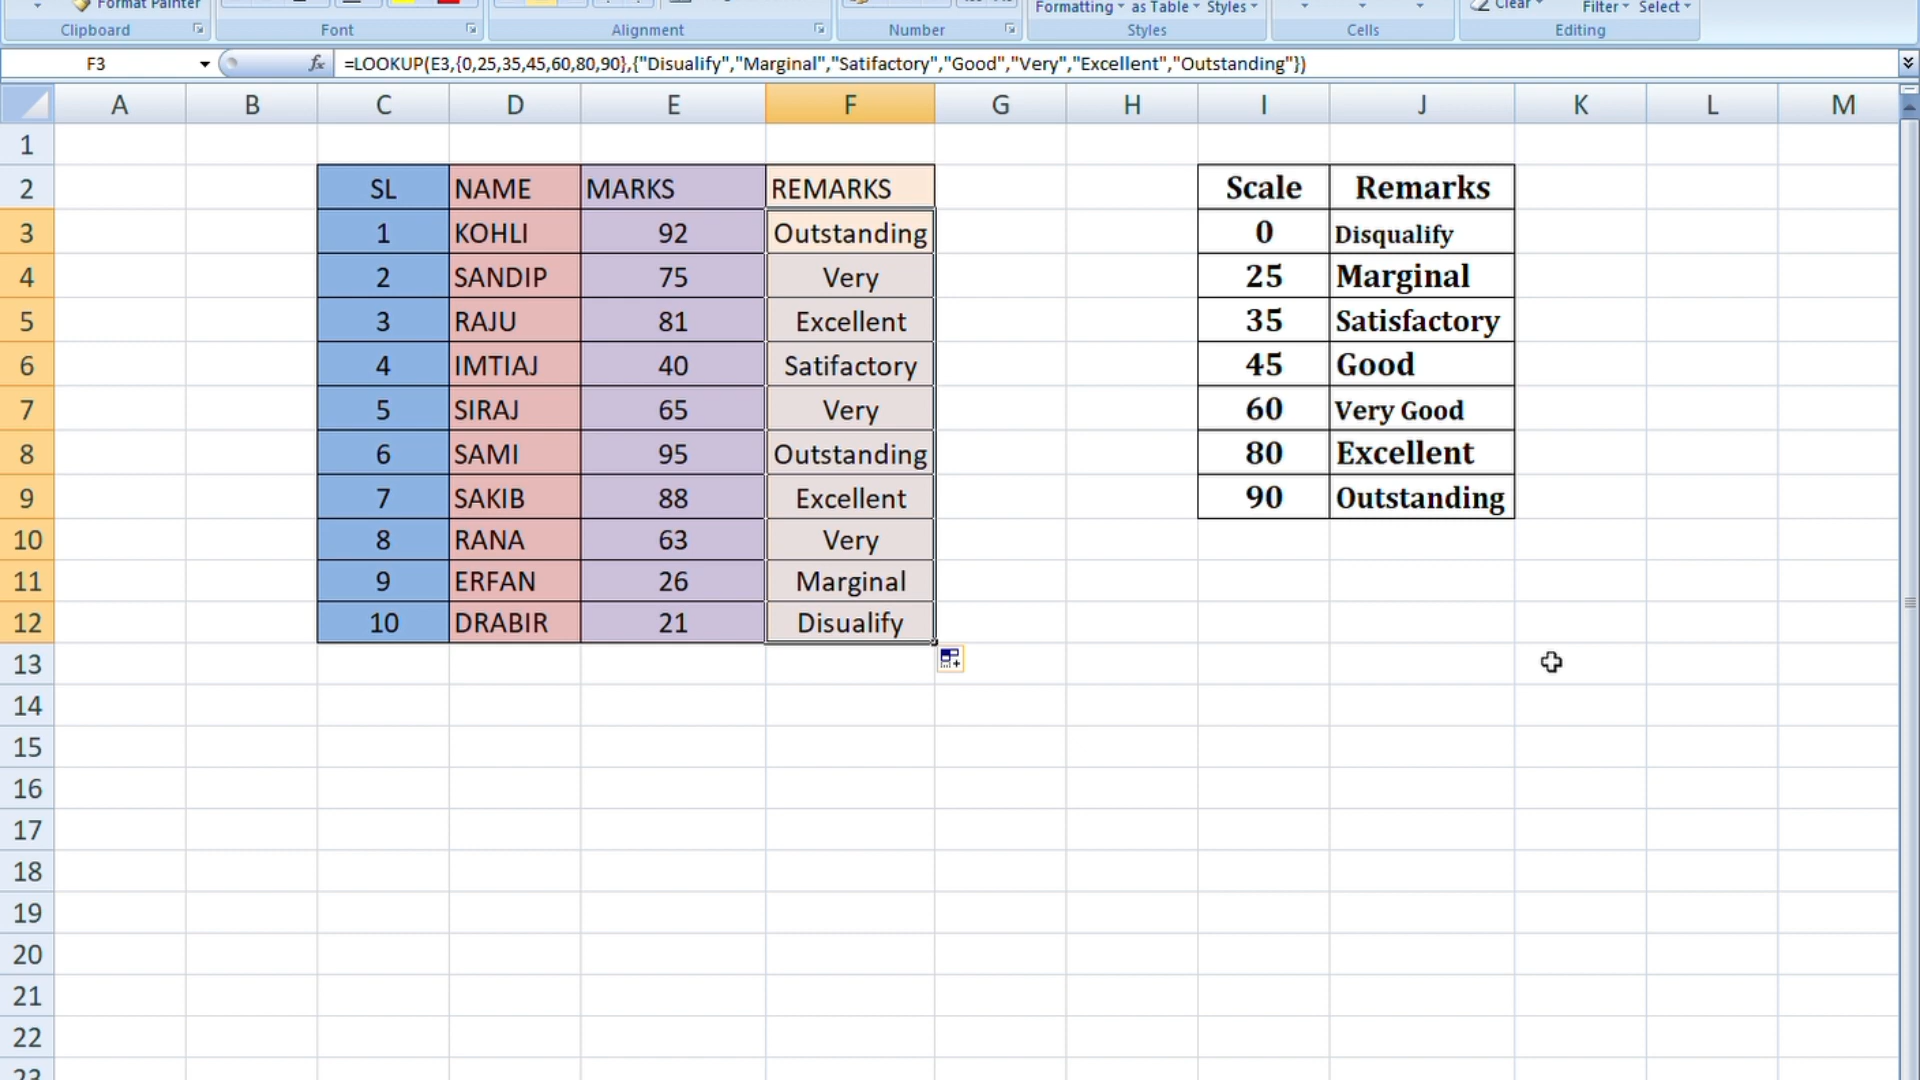 Format Painter
Formatting as Table Styles
Clear
Filter Select
Clipboard Font Alignment Number Styles Cells Editing
F3 fx =LOOKUP(E3,{0,25,35,45,60,80,90},{"Disualify","Marginal","Satifactory","Good","Very","Excellent","Outstanding"})
A B C D E F G H I J K L M
1
2 SL NAME MARKS REMARKS Scale Remarks
3 1 KOHLI 92 Outstanding 0 Disqualify
4 2 SANDIP 75 Very 25 Marginal
5 3 RAJU 81 Excellent 35 Satisfactory
6 4 IMTIAJ 40 Satifactory 45 Good
7 5 SIRAJ 65 Very 60 Very Good
8 6 SAMI 95 Outstanding 80 Excellent
9 7 SAKIB 88 Excellent 90 Outstanding
10 8 RANA 63 Very
11 9 ERFAN 26 Marginal
12 10 DRABIR 21 Disualify
13
14
15
16
17
18
19
20
21
22
23